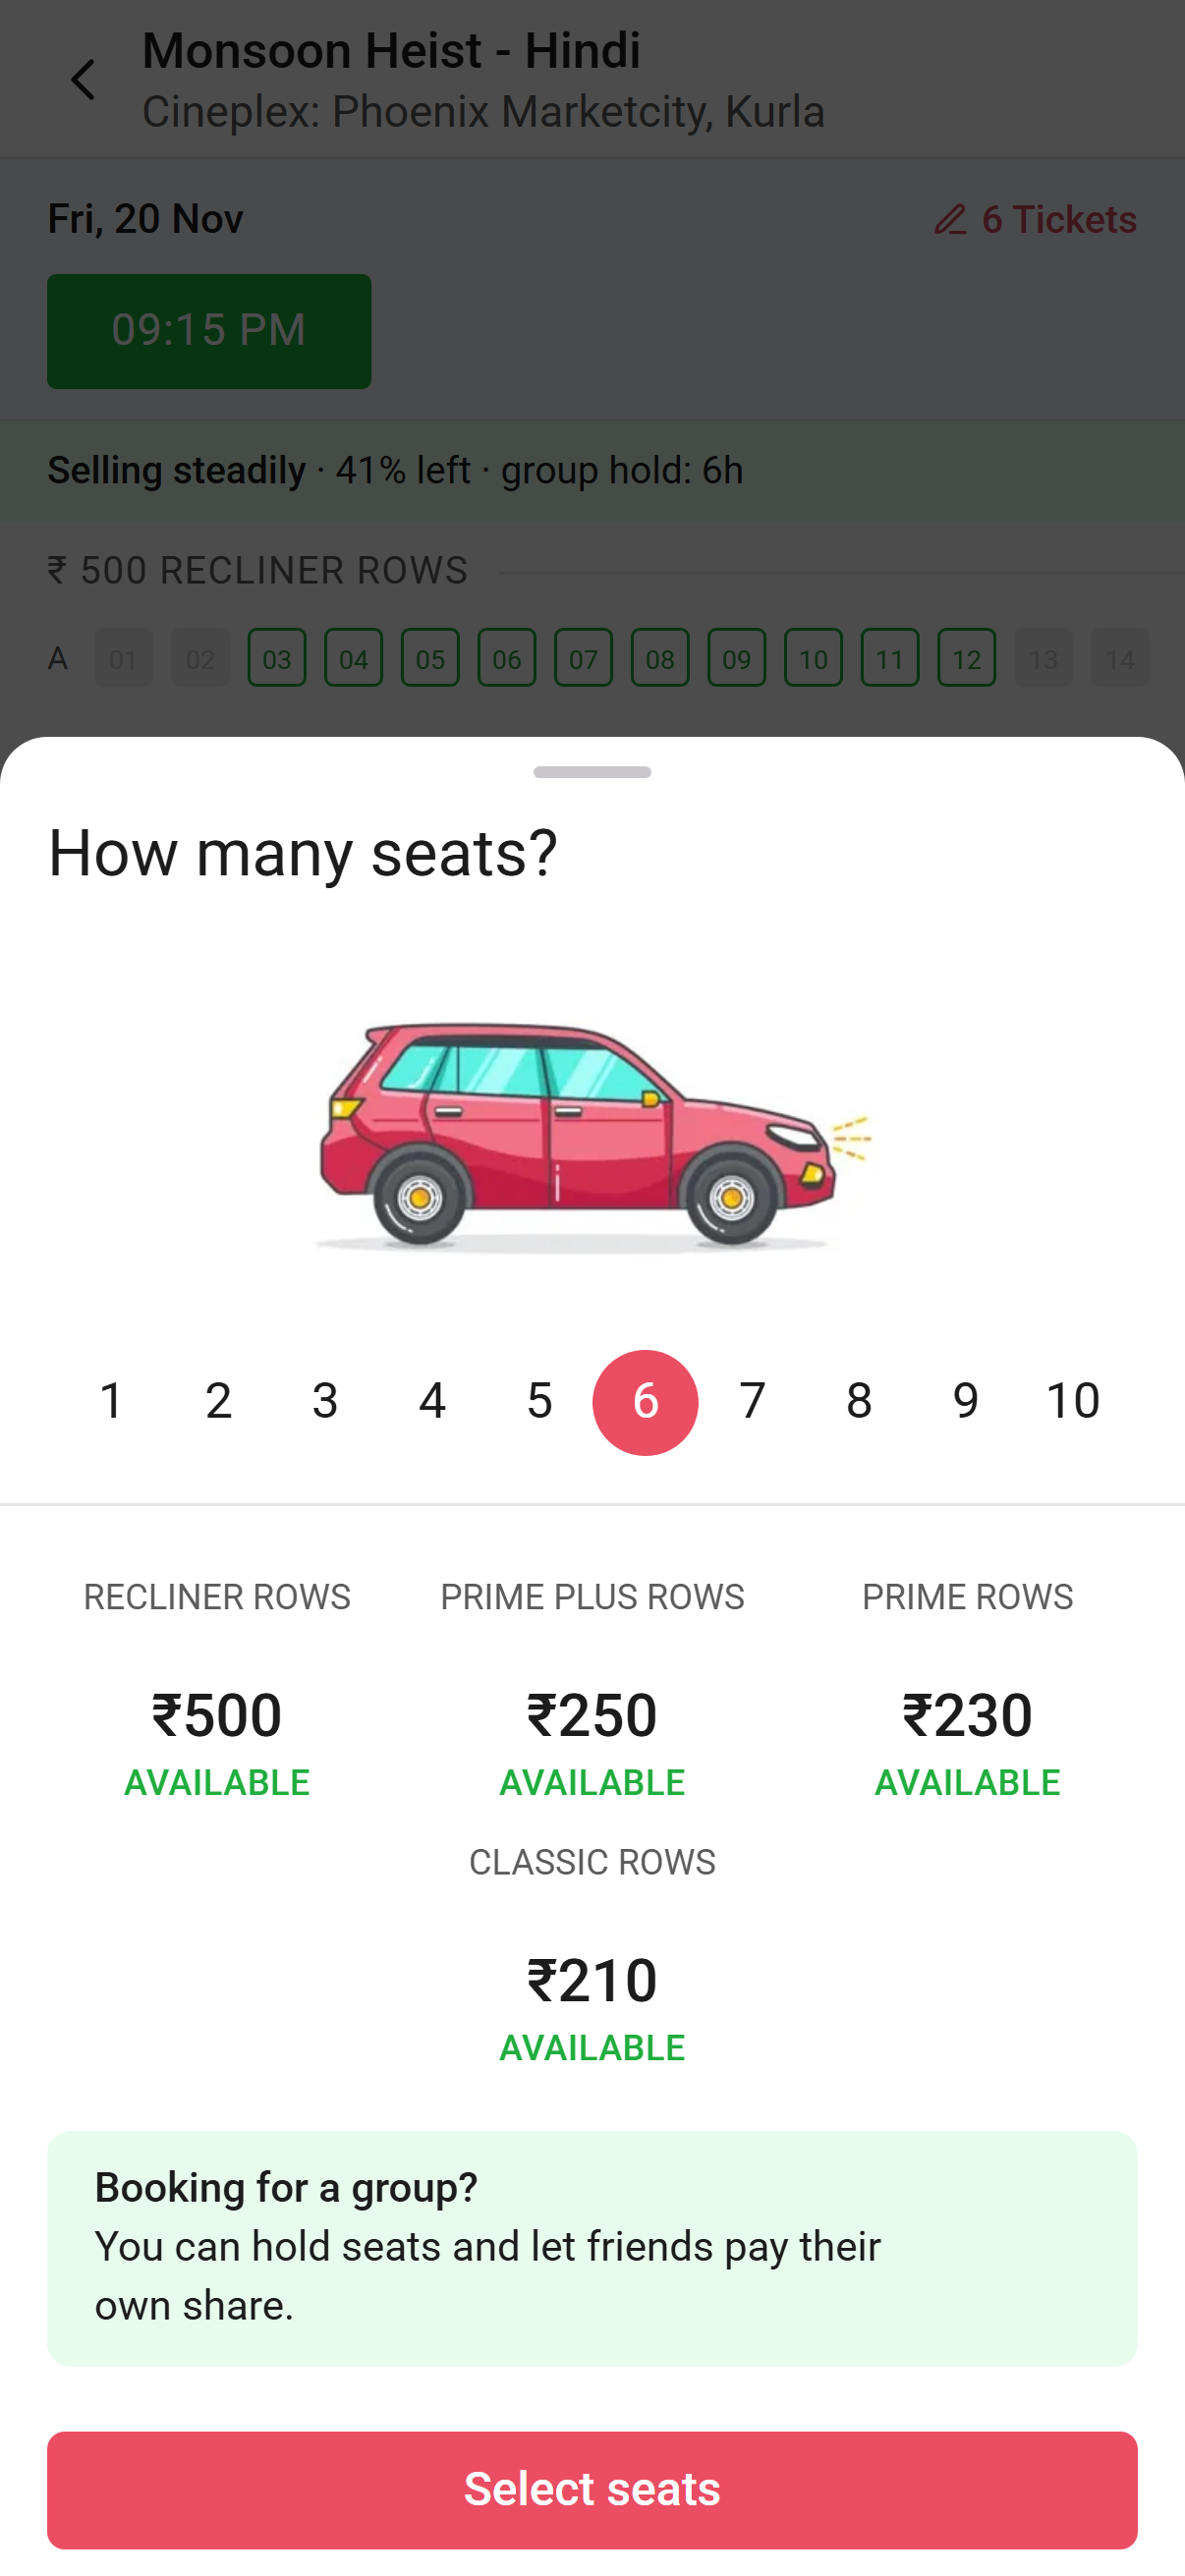 Monsoon Heist - Hindi
Cineplex: Phoenix Marketcity, Kurla
Fri, 20 Nov
6 Tickets
09:15 PM
Selling steadily · 41% left · group hold: 6h
₹ 500 RECLINER ROWS
A 01 02 03 04 05 06 07 08 09 10 11 12 13 14
How many seats?
1 2 3 4 5 6 7 8 9 10
RECLINER ROWS PRIME PLUS ROWS PRIME ROWS
₹500 ₹250 ₹230
AVAILABLE AVAILABLE AVAILABLE
CLASSIC ROWS
₹210
AVAILABLE
Booking for a group?
You can hold seats and let friends pay their
own share.
Select seats